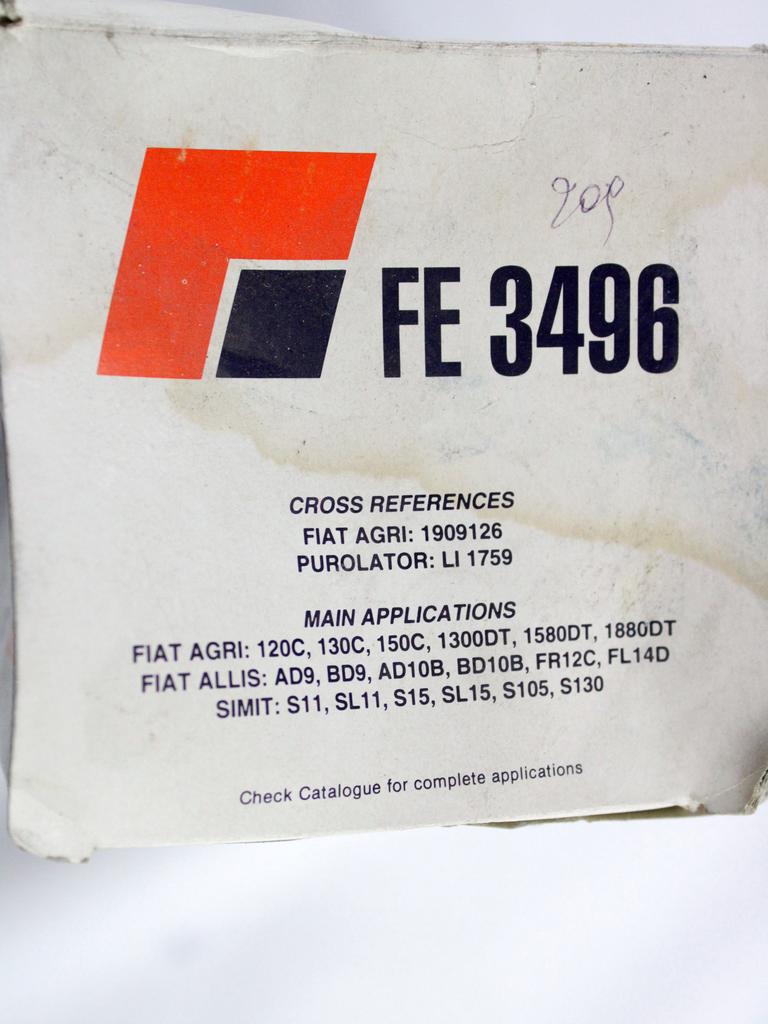 FE 3496
CROSS REFERENCES
FIAT AGRI: 1909126
PUROLATOR: LI 1759
MAIN APPLICATIONS
FIAT AGRI: 120C, 130C, 150C, 1300DT, 1580DT, 1880DT
FIAT ALLIS: AD9, BD9, AD10B, BD10B, FR12C, FL14D
SIMIT: S11, SL11, S15, SL15, S105, S130
Check Catalogue for complete applications